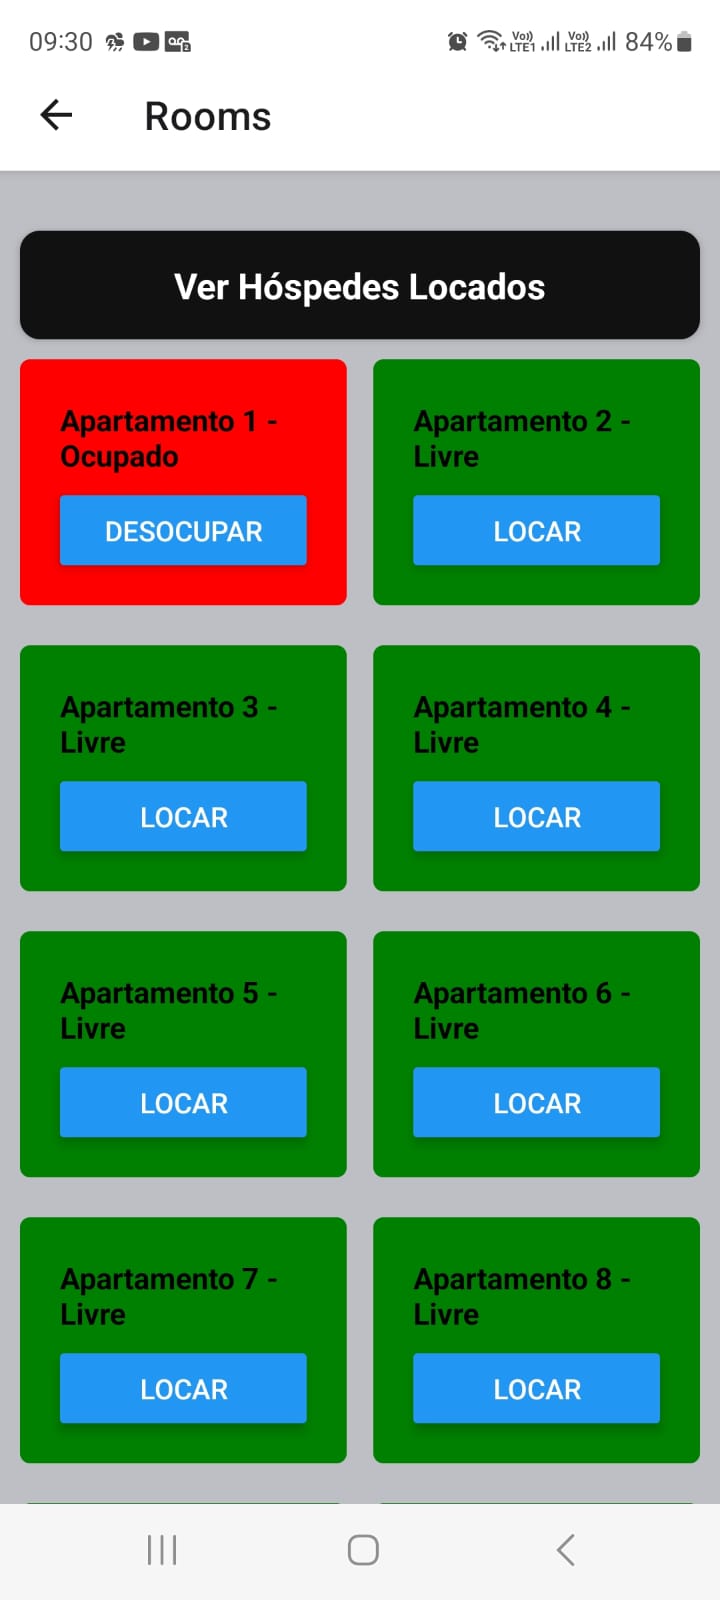 09:30 Vo)) LTE1 Vo)) LTE2 84%
Rooms
Ver Hóspedes Locados
Apartamento 1 -
Ocupado
DESOCUPAR
Apartamento 2 -
Livre
LOCAR
Apartamento 3 -
Livre
LOCAR
Apartamento 4 -
Livre
LOCAR
Apartamento 5 -
Livre
LOCAR
Apartamento 6 -
Livre
LOCAR
Apartamento 7 -
Livre
LOCAR
Apartamento 8 -
Livre
LOCAR